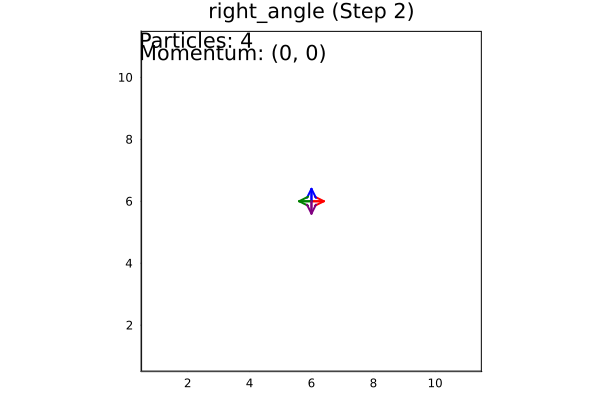 right_angle (Step 2)
Particles: 4
Momentum: (0, 0)
10
8
6
4
2
2 4 6 8 10